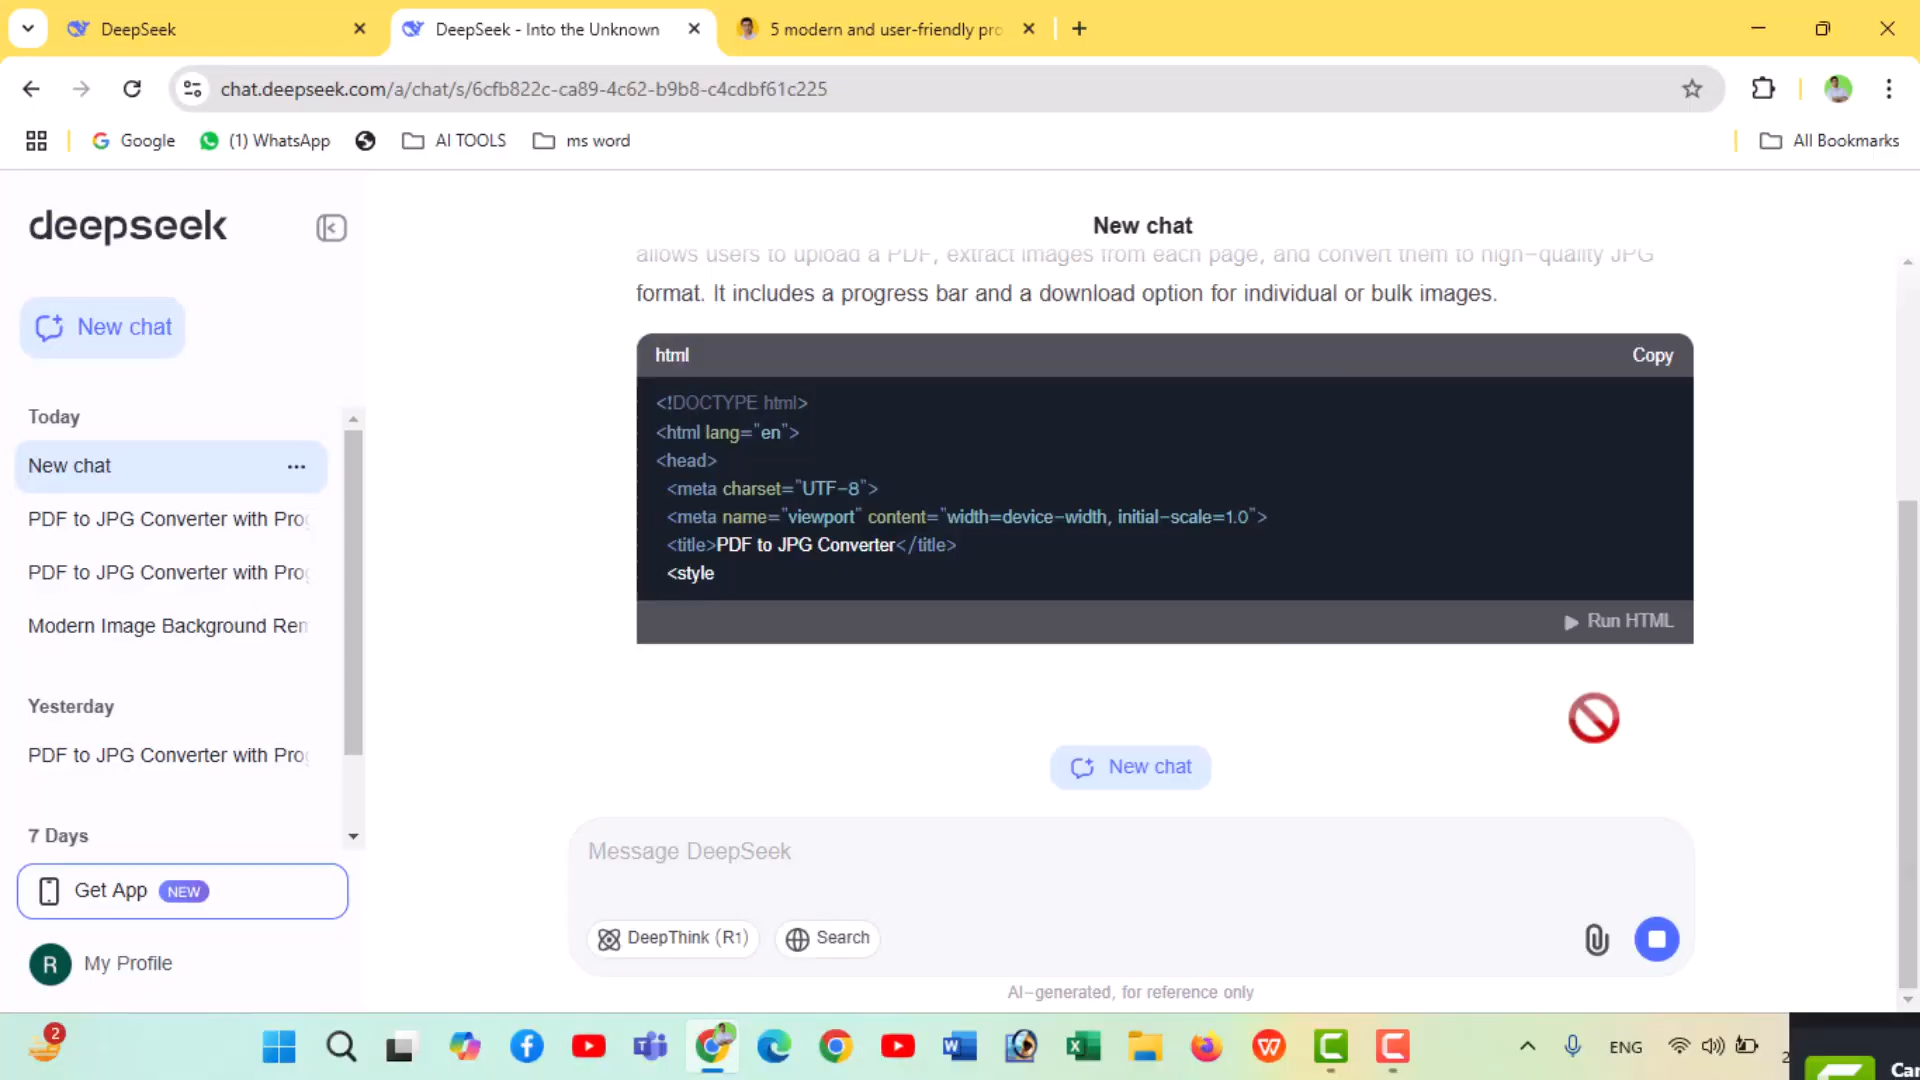 DeepSeek
DeepSeek - Into the Unknown
5 modern and user-friendly pro
chat.deepseek.com/a/chat/s/6cfb822c-ca89-4c62-b9b8-c4cdbf61c225
Google
(1) WhatsApp
AI TOOLS
ms word
All Bookmarks
deepseek
New chat
Today
New chat
PDF to JPG Converter with Prog
PDF to JPG Converter with Prog
Modern Image Background Rem
Yesterday
PDF to JPG Converter with Prog
7 Days
Get App NEW
R My Profile
New chat
allows users to upload a PDF, extract images from each page, and convert them to high-quality JPG
format. It includes a progress bar and a download option for individual or bulk images.
html
Copy
<!DOCTYPE html>
<html lang="en">
<head>
<meta charset="UTF-8">
<meta name="viewport" content="width=device-width, initial-scale=1.0">
<title>PDF to JPG Converter</title>
<style
Run HTML
New chat
Message DeepSeek
DeepThink (R1)
Search
AI-generated, for reference only
2
ENG
2
Car